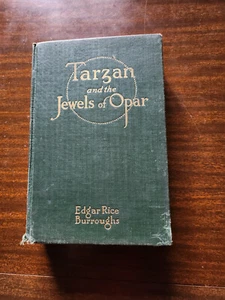 Tarzan
and the
Jewels of Opar
Edgar Rice
Burroughs